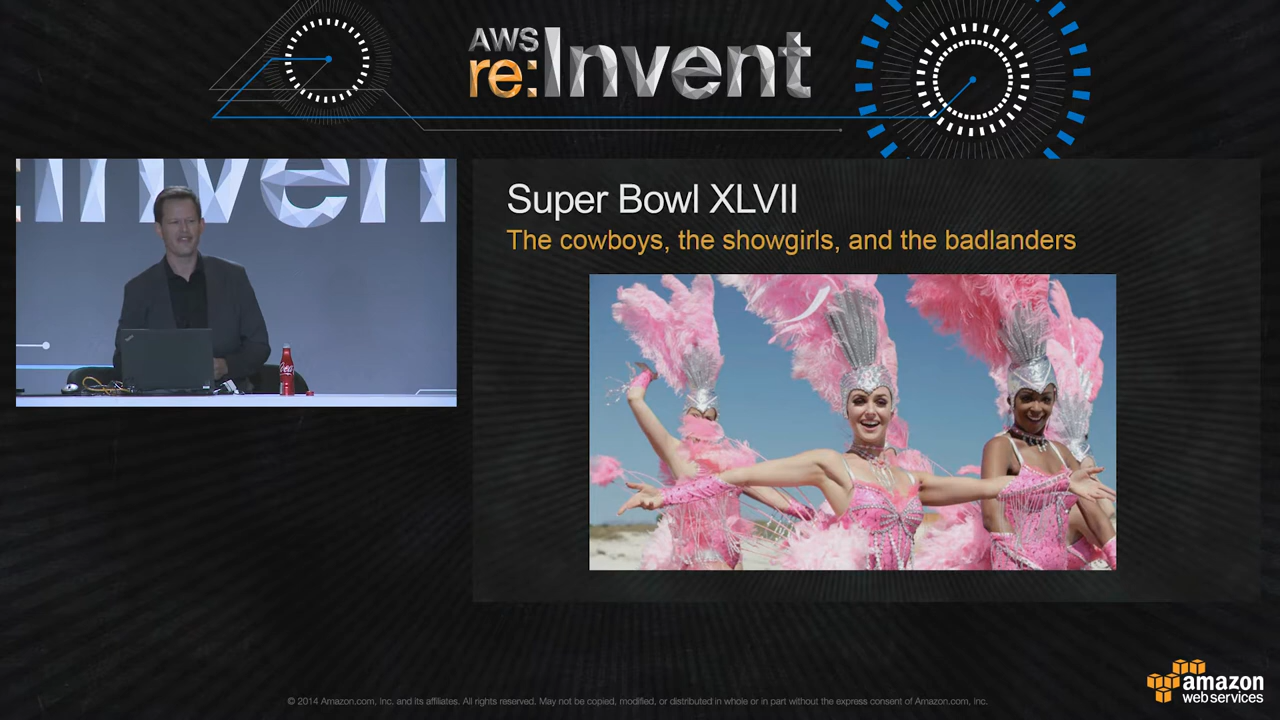 AWS
re:Invent
Inven
Super Bowl XLVII
The cowboys, the showgirls, and the badlanders
© 2014 Amazon.com, Inc. and its affiliates. All rights reserved. May not be copied, modified, or distributed in whole or in part without the express consent of Amazon.com, Inc.
amazon
web services